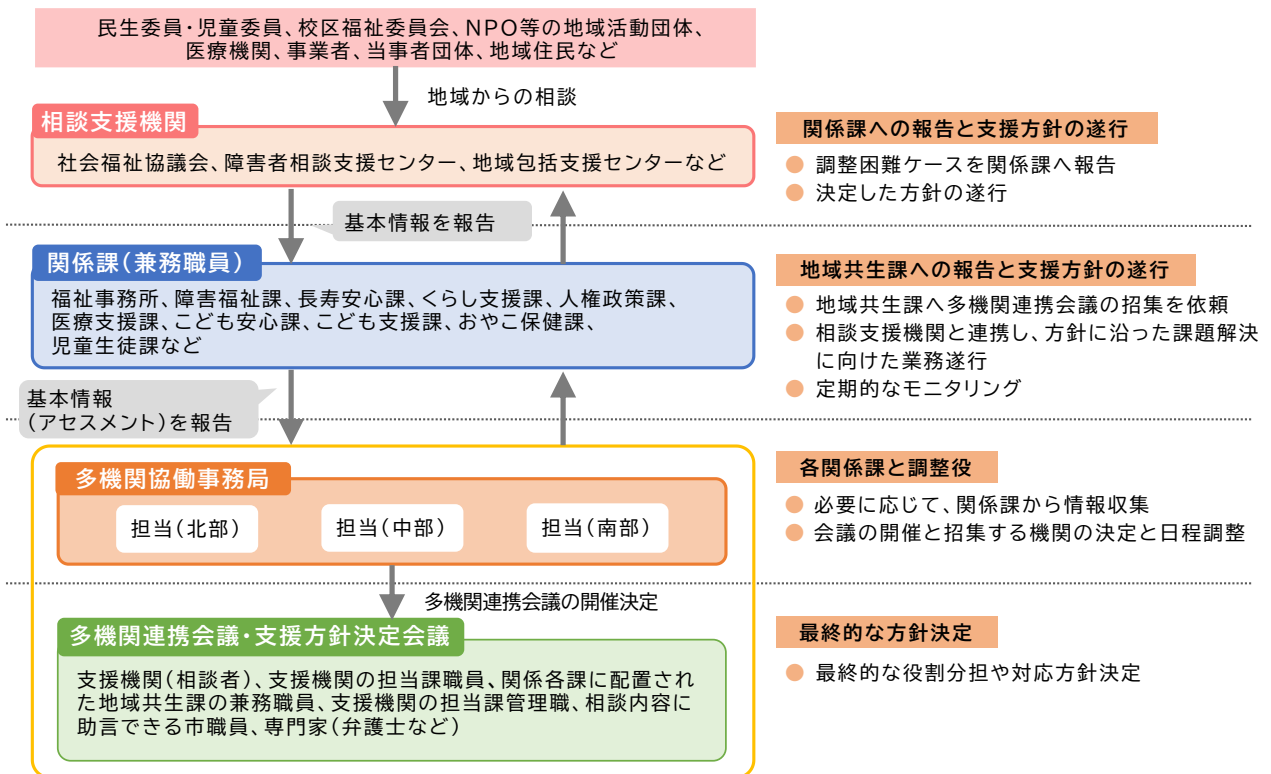 民生委員・児童委員、校区福祉委員会、NPO等の地域活動団体、
医療機関、事業者、当事者団体、地域住民など
地域からの相談
相談支援機関
社会福祉協議会、障害者相談支援センター、地域包括支援センターなど
関係課への報告と支援方針の遂行
● 調整困難ケースを関係課へ報告
● 決定した方針の遂行
基本情報を報告
関係課（兼務職員）
福祉事務所、障害福祉課、長寿安心課、くらし支援課、人権政策課、
医療支援課、こども安心課、こども支援課、おやこ保健課、
児童生徒課など
地域共生課への報告と支援方針の遂行
● 地域共生課へ多機関連携会議の招集を依頼
● 相談支援機関と連携し、方針に沿った課題解決
に向けた業務遂行
● 定期的なモニタリング
基本情報
（アセスメント）を報告
多機関協働事務局
担当（北部）
担当（中部）
担当（南部）
各関係課と調整役
● 必要に応じて、関係課から情報収集
● 会議の開催と招集する機関の決定と日程調整
多機関連携会議の開催決定
多機関連携会議・支援方針決定会議
支援機関（相談者）、支援機関の担当課職員、関係各課に配置され
た地域共生課の兼務職員、支援機関の担当課管理職、相談内容に
助言できる市職員、専門家（弁護士など）
最終的な方針決定
● 最終的な役割分担や対応方針決定